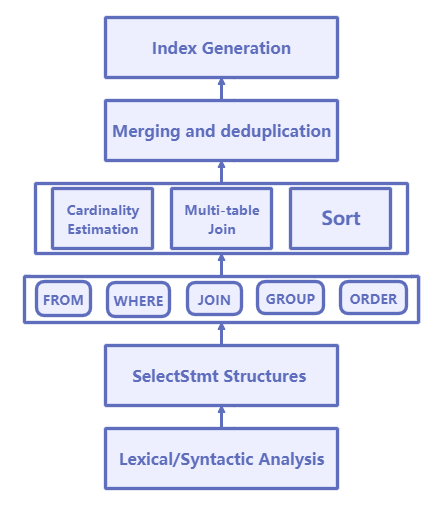 Index Generation
Merging and deduplication
Cardinality
Estimation
Multi-table
Join
Sort
FROM
WHERE
JOIN
GROUP
ORDER
SelectStmt Structures
Lexical/Syntactic Analysis